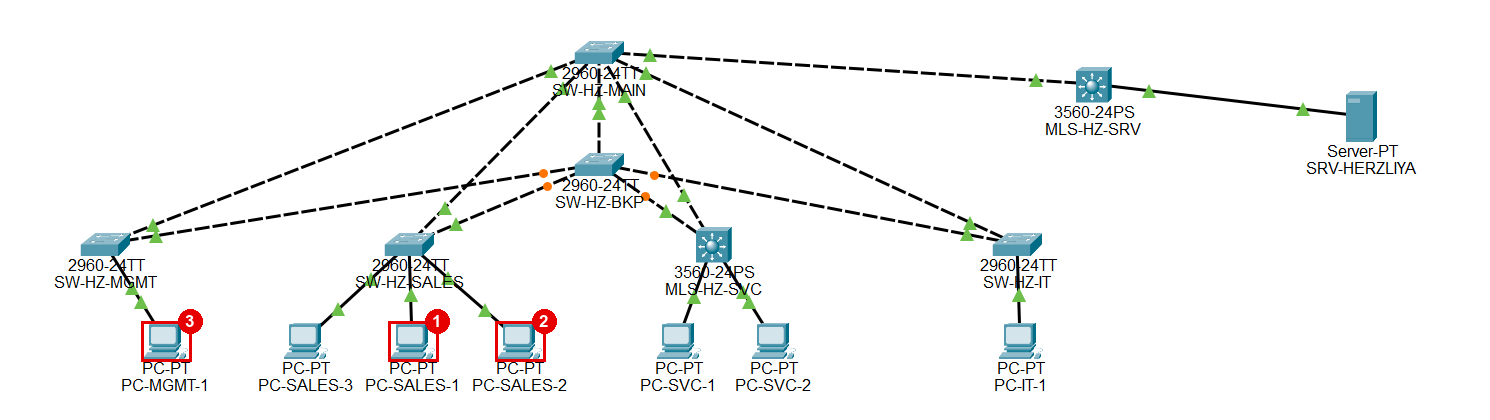 2960-24TT
SW-HZ-MAIN
3560-24PS
MLS-HZ-SRV
Server-PT
SRV-HERZLIYA
2960-24TT
SW-HZ-BKP
2960-24TT
SW-HZ-MGMT
2960-24TT
SW-HZ-SALES
3560-24PS
MLS-HZ-SVC
2960-24TT
SW-HZ-IT
3
1
2
PC-PT
PC-MGMT-1
PC-PT
PC-SALES-3
PC-PT
PC-SALES-1
PC-PT
PC-SALES-2
PC-PT
PC-SVC-1
PC-PT
PC-SVC-2
PC-PT
PC-IT-1